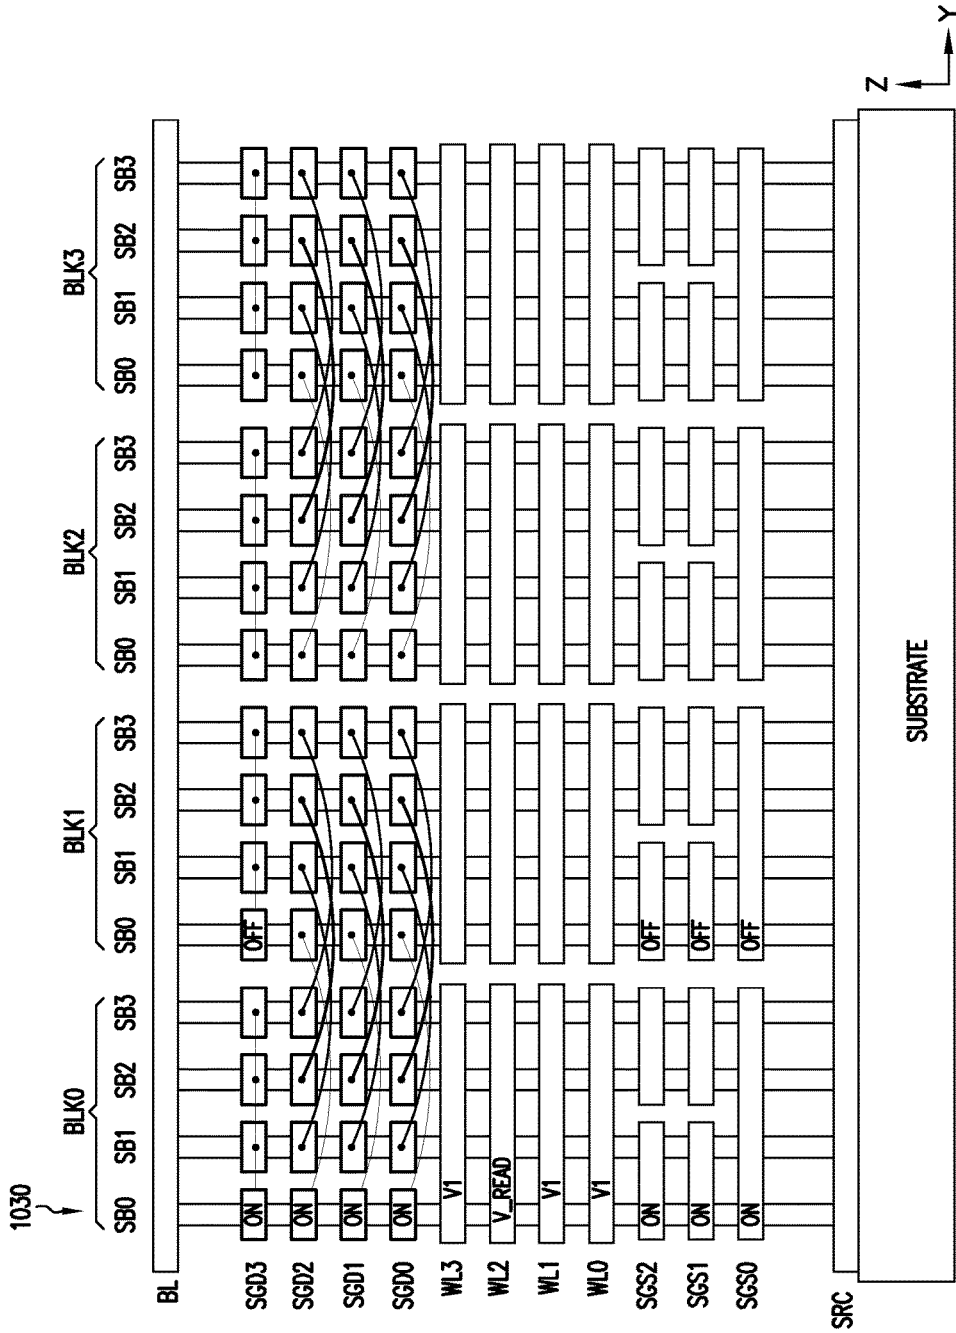 1030
BLK0 BLK1 BLK2 BLK3
SB0 SB1 SB2 SB3 SB0 SB1 SB2 SB3 SB0 SB1 SB2 SB3 SB0 SB1 SB2 SB3
BL
SGD3 ON OFF
SGD2 ON
SGD1 ON
SGD0 ON
WL3 V1
WL2 V_READ
WL1 V1
WL0 V1
SGS2 ON OFF
SGS1 ON OFF
SGS0 ON OFF
SRC
SUBSTRATE
Z
Y